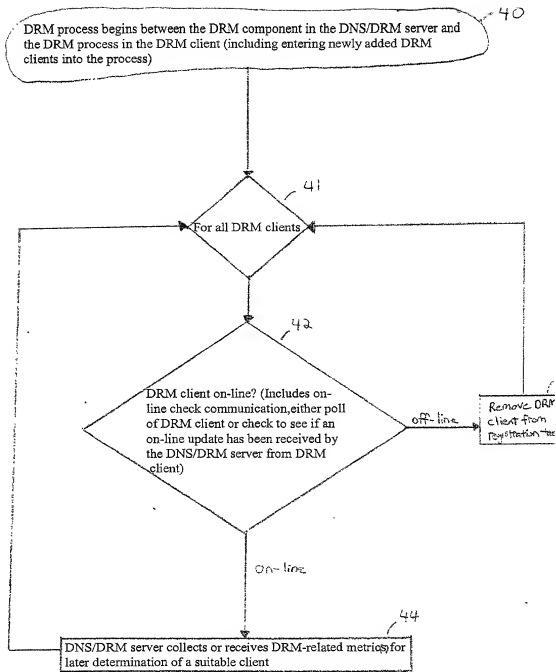 40
DRM process begins between the DRM component in the DNS/DRM server and
the DRM process in the DRM client (including entering newly added DRM
clients into the process)
41
For all DRM clients
42
DRM client on-line? (Includes on-
line check communication,either poll
of DRM client or check to see if an
on-line update has been received by
the DNS/DRM server from DRM
client)
off-line
Remove DRM
client from
registration
on-line
44
DNS/DRM server collects or receives DRM-related metric(s) for
later determination of a suitable client